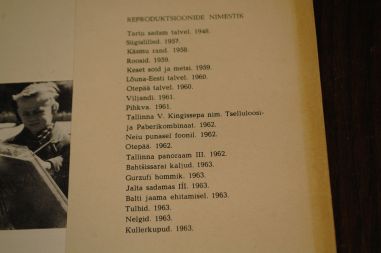 REPRODUKTSIOONIDE NIMESTIK
Tartu sadam talvel. 1948.
Sügislilled. 1957.
Käsmu rand. 1958.
Roosid. 1959.
Keset soid ja metsi. 1959.
Lõuna-Eesti talvel. 1960.
Otepää talvel. 1960.
Viljandi. 1961.
Pihkva. 1961.
Tallinna V. Kingissepa nim. Tselluloosi-
ja Paberikombinaat. 1962.
Neiu punasel foonil. 1962.
Otepää. 1962.
Tallinna panoraam III. 1962.
Bahtšissarai kaljud. 1963.
Gurzufi hommik. 1963.
Jalta sadamas III. 1963.
Balti jaama ehitamisel. 1963.
Tulbid. 1963.
Nelgid. 1963.
Kullerkupud. 1963.